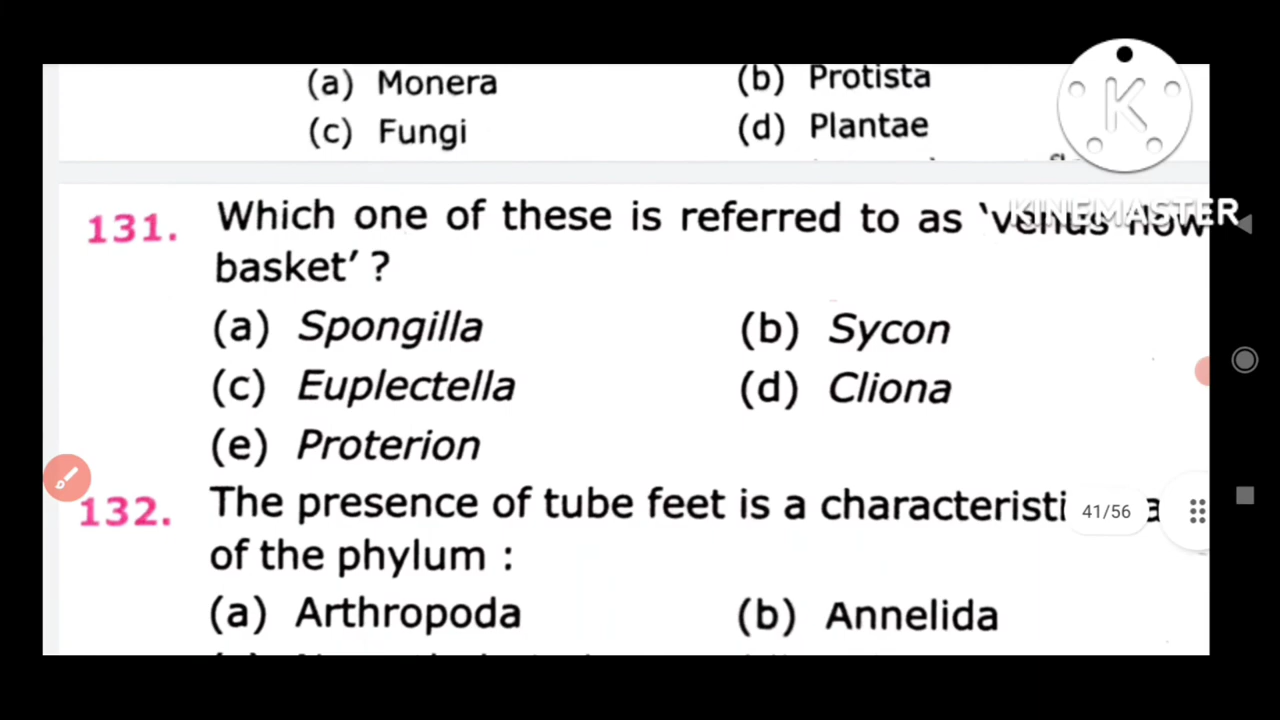 (a) Monera (b) Protista
(c) Fungi (d) Plantae
KINEMASTER
131. Which one of these is referred to as ‘venus
basket’ ?
(a) Spongilla (b) Sycon
(c) Euplectella (d) Cliona
(e) Proterion
132. The presence of tube feet is a
of the phylum :
41/56
(a) Arthropoda (b) Annelida